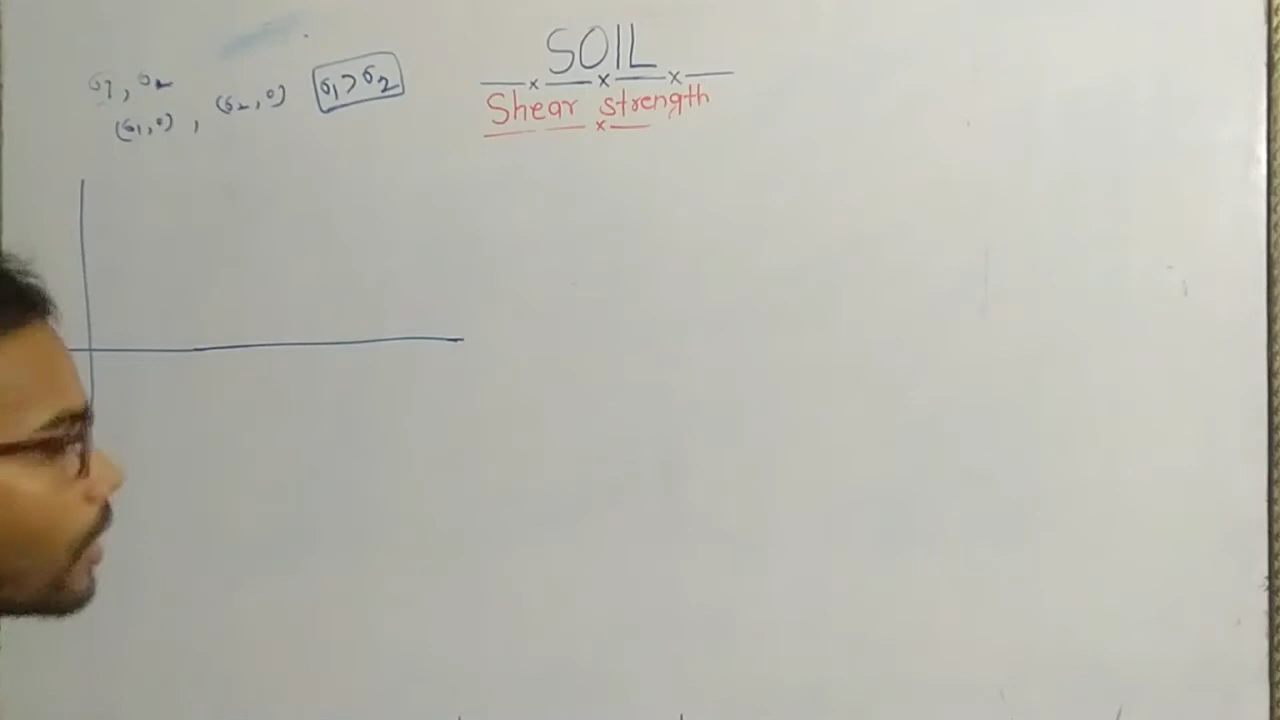 SOIL
Shear strength
σ1, σ2
(σ1,0) , (σ2,0) σ1>σ2